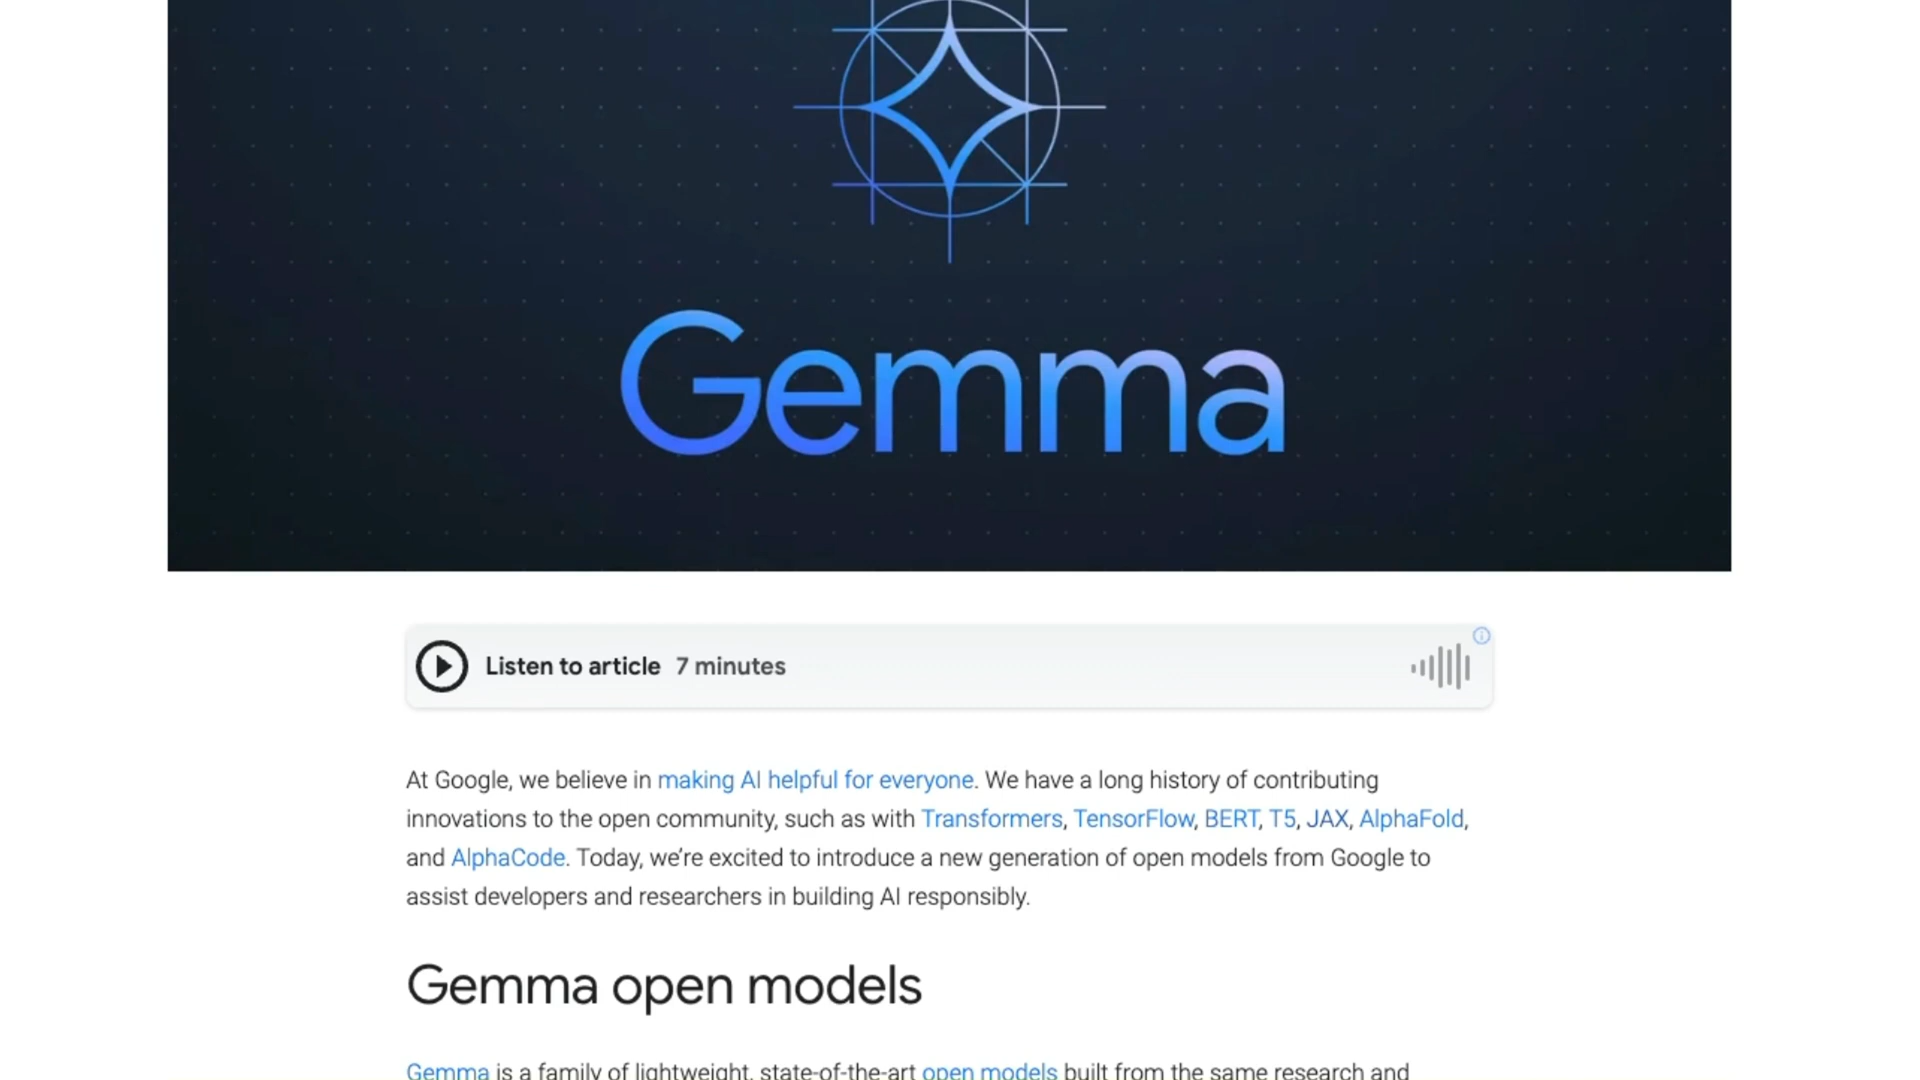 Gemma
Listen to article 7 minutes
At Google, we believe in making AI helpful for everyone. We have a long history of contributing
innovations to the open community, such as with Transformers, TensorFlow, BERT, T5, JAX, AlphaFold,
and AlphaCode. Today, we’re excited to introduce a new generation of open models from Google to
assist developers and researchers in building AI responsibly.
Gemma open models
Gemma is a family of lightweight, state-of-the-art open models built from the same research and